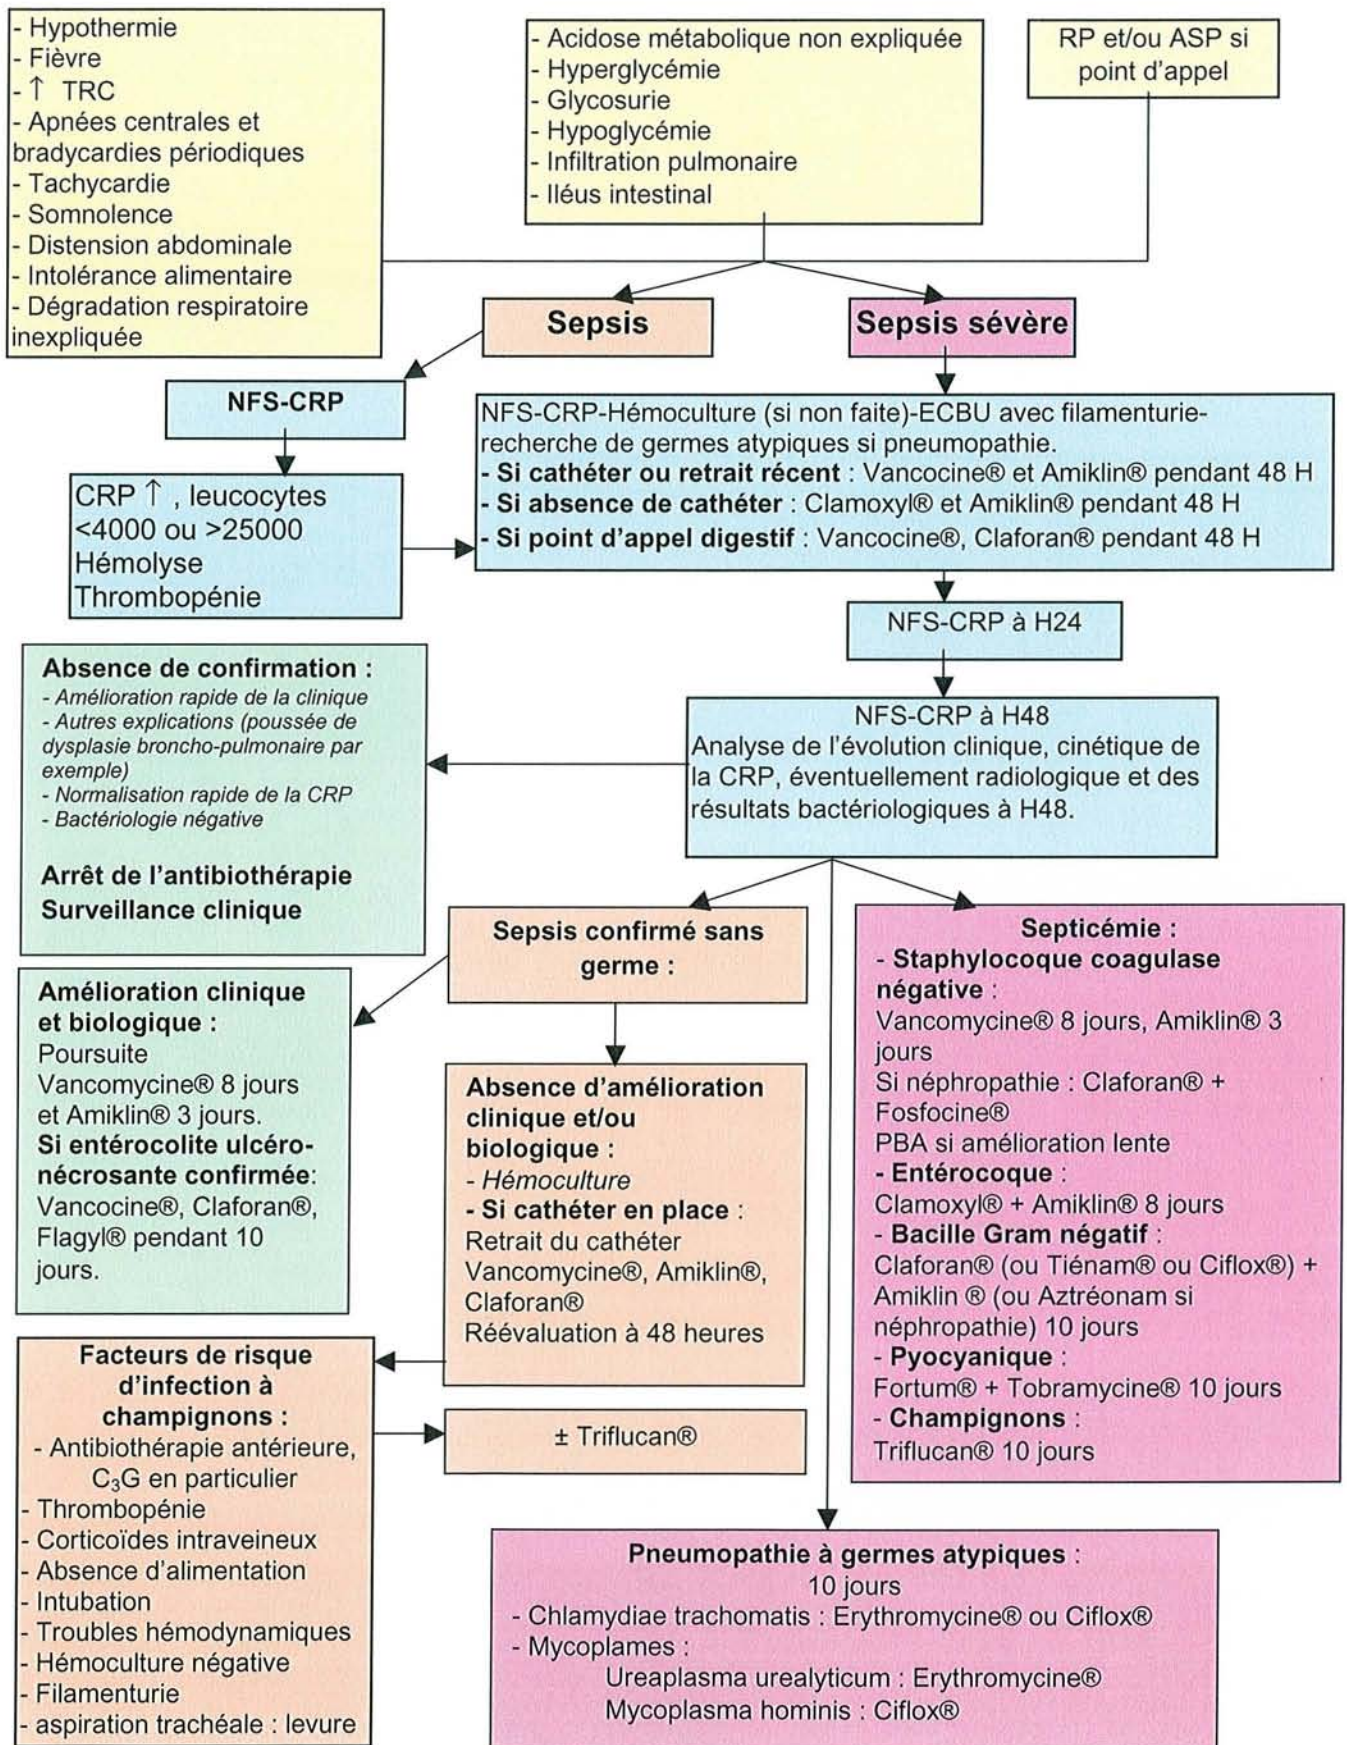 - Hypothermie
- Fièvre
- ↑ TRC
- Apnées centrales et
bradycardies périodiques
- Tachycardie
- Somnolence
- Distension abdominale
- Intolérance alimentaire
- Dégradation respiratoire
inexpliquée
- Acidose métabolique non expliquée
- Hyperglycémie
- Glycosurie
- Hypoglycémie
- Infiltration pulmonaire
- Iléus intestinal
RP et/ou ASP si
point d'appel
Sepsis
Sepsis sévère
NFS-CRP
CRP ↑ , leucocytes
<4000 ou >25000
Hémolyse
Thrombopénie
NFS-CRP-Hémoculture (si non faite)-ECBU avec filamenturie-
recherche de germes atypiques si pneumopathie.
- Si cathéter ou retrait récent : Vancocine® et Amiklin® pendant 48 H
- Si absence de cathéter : Clamoxyl® et Amiklin® pendant 48 H
- Si point d'appel digestif : Vancocine®, Claforan® pendant 48 H
NFS-CRP à H24
NFS-CRP à H48
Analyse de l'évolution clinique, cinétique de
la CRP, éventuellement radiologique et des
résultats bactériologiques à H48.
Absence de confirmation :
- Amélioration rapide de la clinique
- Autres explications (poussée de
dysplasie broncho-pulmonaire par
exemple)
- Normalisation rapide de la CRP
- Bactériologie négative
Arrêt de l'antibiothérapie
Surveillance clinique
Sepsis confirmé sans
germe :
Amélioration clinique
et biologique :
Poursuite
Vancomycine® 8 jours
et Amiklin® 3 jours.
Si entérocolite ulcéro-
nécrosante confirmée:
Vancocine®, Claforan®,
Flagyl® pendant 10
jours.
Absence d'amélioration
clinique et/ou
biologique :
- Hémoculture
- Si cathéter en place :
Retrait du cathéter
Vancomycine®, Amiklin®,
Claforan®
Réévaluation à 48 heures
Septicémie :
- Staphylocoque coagulase
négative :
Vancomycine® 8 jours, Amiklin® 3
jours
Si néphropathie : Claforan® +
Fosfocine®
PBA si amélioration lente
- Entérocoque :
Clamoxyl® + Amiklin® 8 jours
- Bacille Gram négatif :
Claforan® (ou Tiénam® ou Ciflox®) +
Amiklin ® (ou Aztréonam si
néphropathie) 10 jours
- Pyocyanique :
Fortum® + Tobramycine® 10 jours
- Champignons :
Triflucan® 10 jours
Facteurs de risque
d'infection à
champignons :
- Antibiothérapie antérieure,
C₃G en particulier
- Thrombopénie
- Corticoïdes intraveineux
- Absence d'alimentation
- Intubation
- Troubles hémodynamiques
- Hémoculture négative
- Filamenturie
- aspiration trachéale : levure
± Triflucan®
Pneumopathie à germes atypiques :
10 jours
- Chlamydiae trachomatis : Erythromycine® ou Ciflox®
- Mycoplames :
Ureaplasma urealyticum : Erythromycine®
Mycoplasma hominis : Ciflox®